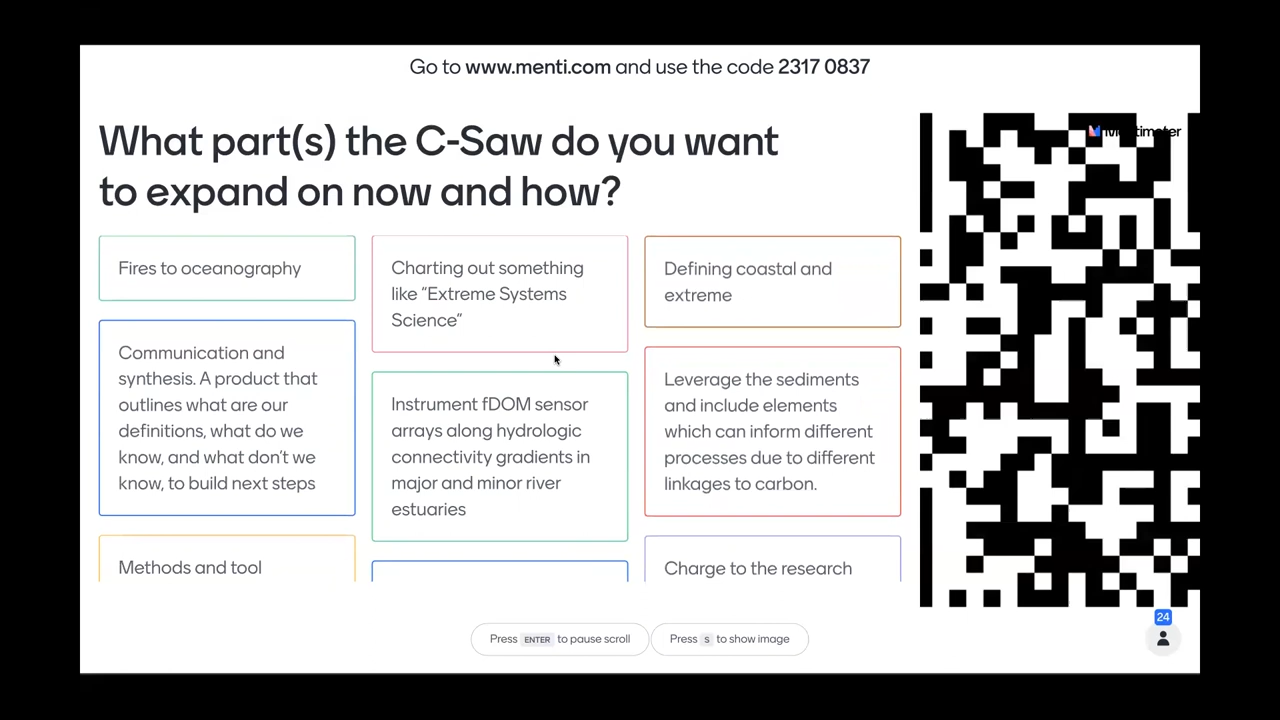 Go to www.menti.com and use the code 2317 0837
What part(s) the C-Saw do you want
to expand on now and how?
Fires to oceanography
Communication and
synthesis. A product that
outlines what are our
definitions, what do we
know, and what don't we
know, to build next steps
Methods and tool
Charting out something
like "Extreme Systems
Science"
Instrument fDOM sensor
arrays along hydrologic
connectivity gradients in
major and minor river
estuaries
Defining coastal and
extreme
Leverage the sediments
and include elements
which can inform different
processes due to different
linkages to carbon.
Charge to the research
Mentimeter
Press ENTER to pause scroll
Press S to show image
24